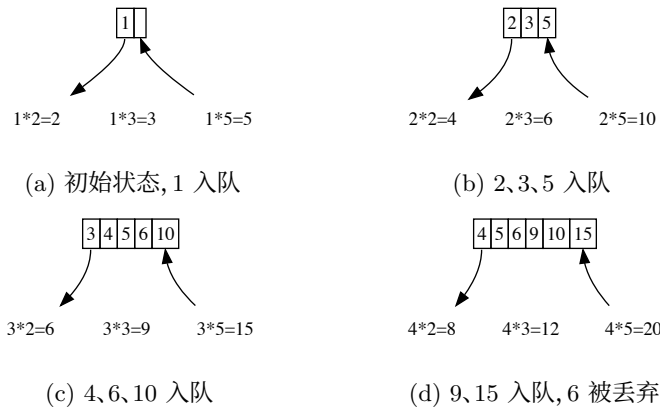 1
1*2=2 1*3=3 1*5=5
(a) 初始状态, 1 入队
2 3 5
2*2=4 2*3=6 2*5=10
(b) 2、3、5 入队
3 4 5 6 10
3*2=6 3*3=9 3*5=15
(c) 4、6、10 入队
4 5 6 9 10 15
4*2=8 4*3=12 4*5=20
(d) 9、15 入队, 6 被丢弃